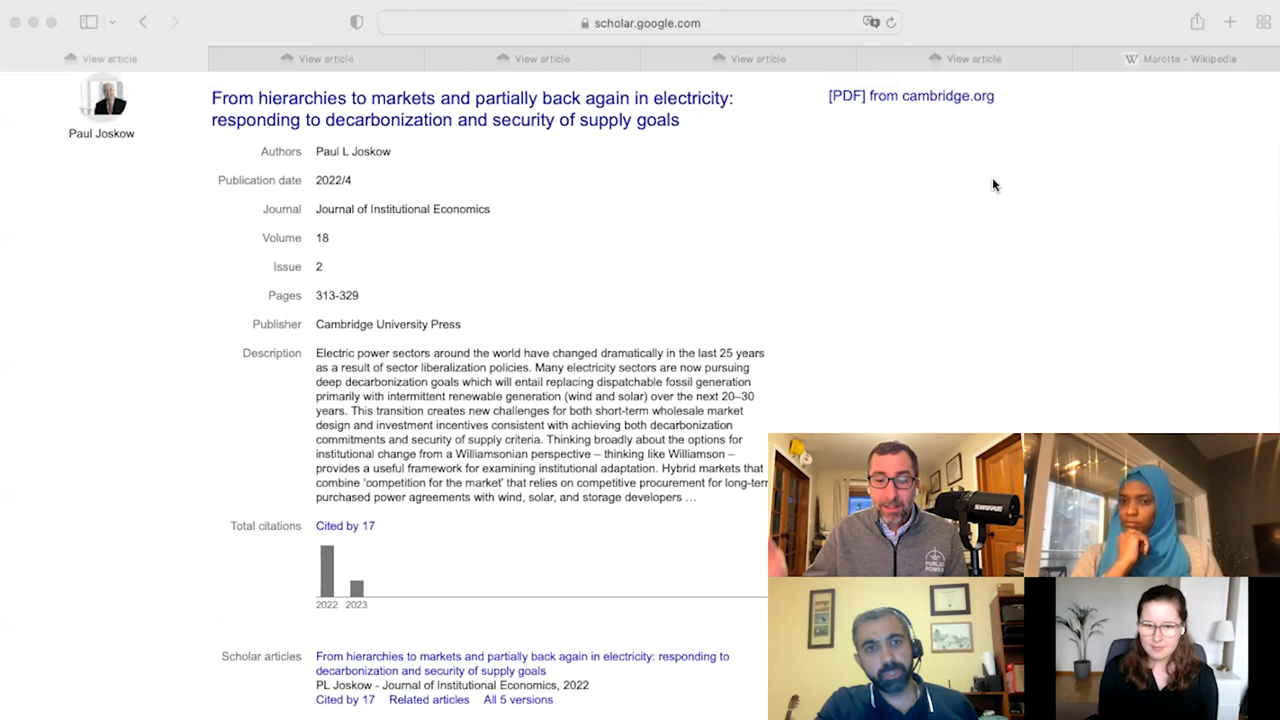 scholar.google.com
View article
View article
View article
View article
View article
W Marotte - Wikipedia
Paul Joskow
From hierarchies to markets and partially back again in electricity:
responding to decarbonization and security of supply goals
[PDF] from cambridge.org
Authors Paul L Joskow
Publication date 2022/4
Journal Journal of Institutional Economics
Volume 18
Issue 2
Pages 313-329
Publisher Cambridge University Press
Description Electric power sectors around the world have changed dramatically in the last 25 years
as a result of sector liberalization policies. Many electricity sectors are now pursuing
deep decarbonization goals which will entail replacing dispatchable fossil generation
primarily with intermittent renewable generation (wind and solar) over the next 20–30
years. This transition creates new challenges for both short-term wholesale market
design and investment incentives consistent with achieving both decarbonization
commitments and security of supply criteria. Thinking broadly about the options for
institutional change from a Williamsonian perspective – thinking like Williamson –
provides a useful framework for examining institutional adaptation. Hybrid markets that
combine ‘competition for the market’ that relies on competitive procurement for long-term
purchased power agreements with wind, solar, and storage developers …
Total citations Cited by 17
2022 2023
Scholar articles From hierarchies to markets and partially back again in electricity: responding to
decarbonization and security of supply goals
PL Joskow - Journal of Institutional Economics, 2022
Cited by 17 Related articles All 5 versions
SHURE
PUBLIC
POWER